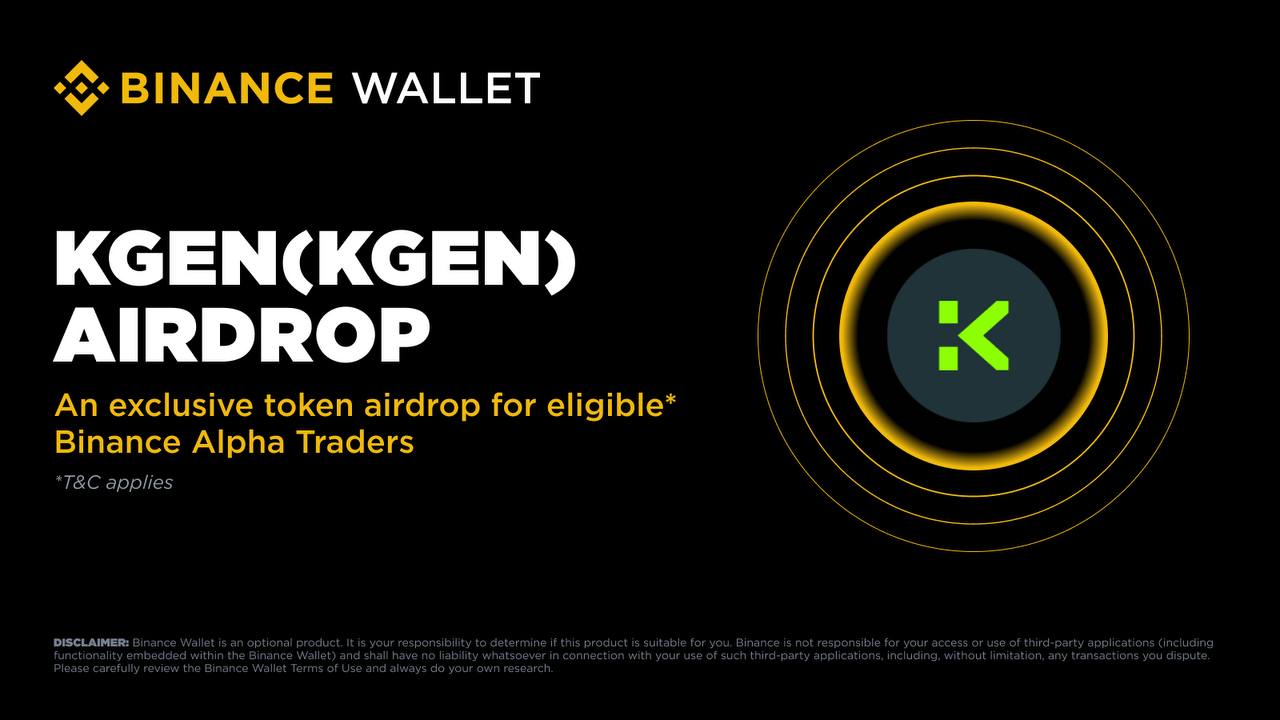 BINANCE WALLET
KGEN(KGEN)
AIRDROP
An exclusive token airdrop for eligible*
Binance Alpha Traders
*T&C applies
DISCLAIMER: Binance Wallet is an optional product. It is your responsibility to determine if this product is suitable for you. Binance is not responsible for your access or use of third-party applications (including
functionality embedded within the Binance Wallet) and shall have no liability whatsoever in connection with your use of such third-party applications, including, without limitation, any transactions you dispute.
Please carefully review the Binance Wallet Terms of Use and always do your own research.